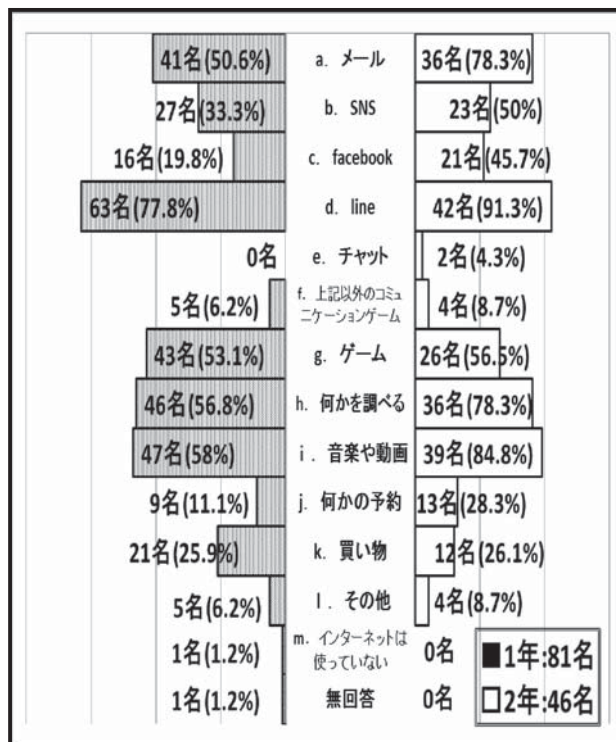 41名(50.6%) a. メール 36名(78.3%)
27名(33.3%) b. SNS 23名(50%)
16名(19.8%) c. facebook 21名(45.7%)
63名(77.8%) d. line 42名(91.3%)
0名 e. チャット 2名(4.3%)
5名(6.2%) f. 上記以外のコミュ
ニケーションゲーム 4名(8.7%)
43名(53.1%) g. ゲーム 26名(56.5%)
46名(56.8%) h. 何かを調べる 36名(78.3%)
47名(58%) i. 音楽や動画 39名(84.8%)
9名(11.1%) j. 何かの予約 13名(28.3%)
21名(25.9%) k. 買い物 12名(26.1%)
5名(6.2%) l. その他 4名(8.7%)
1名(1.2%) m. インターネットは
使っていない 0名
1名(1.2%) 無回答 0名
■1年:81名
□2年:46名